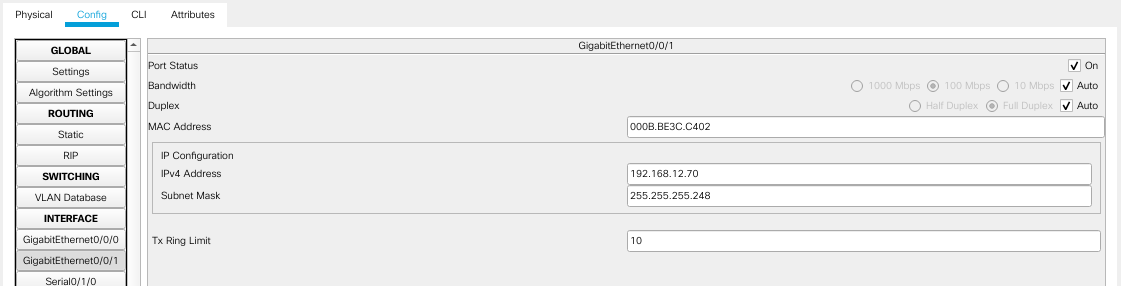 Physical Config CLI Attributes
GLOBAL
Settings
Algorithm Settings
ROUTING
Static
RIP
SWITCHING
VLAN Database
INTERFACE
GigabitEthernet0/0/0
GigabitEthernet0/0/1
Serial0/1/0
GigabitEthernet0/0/1
Port Status On
Bandwidth 1000 Mbps 100 Mbps 10 Mbps Auto
Duplex Half Duplex Full Duplex Auto
MAC Address 000B.BE3C.C402
IP Configuration
IPv4 Address 192.168.12.70
Subnet Mask 255.255.255.248
Tx Ring Limit 10